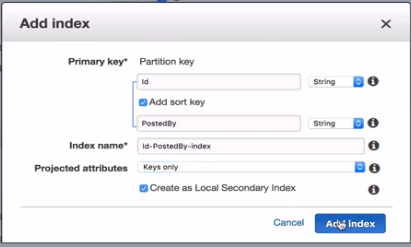 Add index
Primary key* Partition key
Id String
Add sort key
PostedBy String
Index name* Id-PostedBy-index
Projected attributes Keys only
Create as Local Secondary Index
Cancel Add index